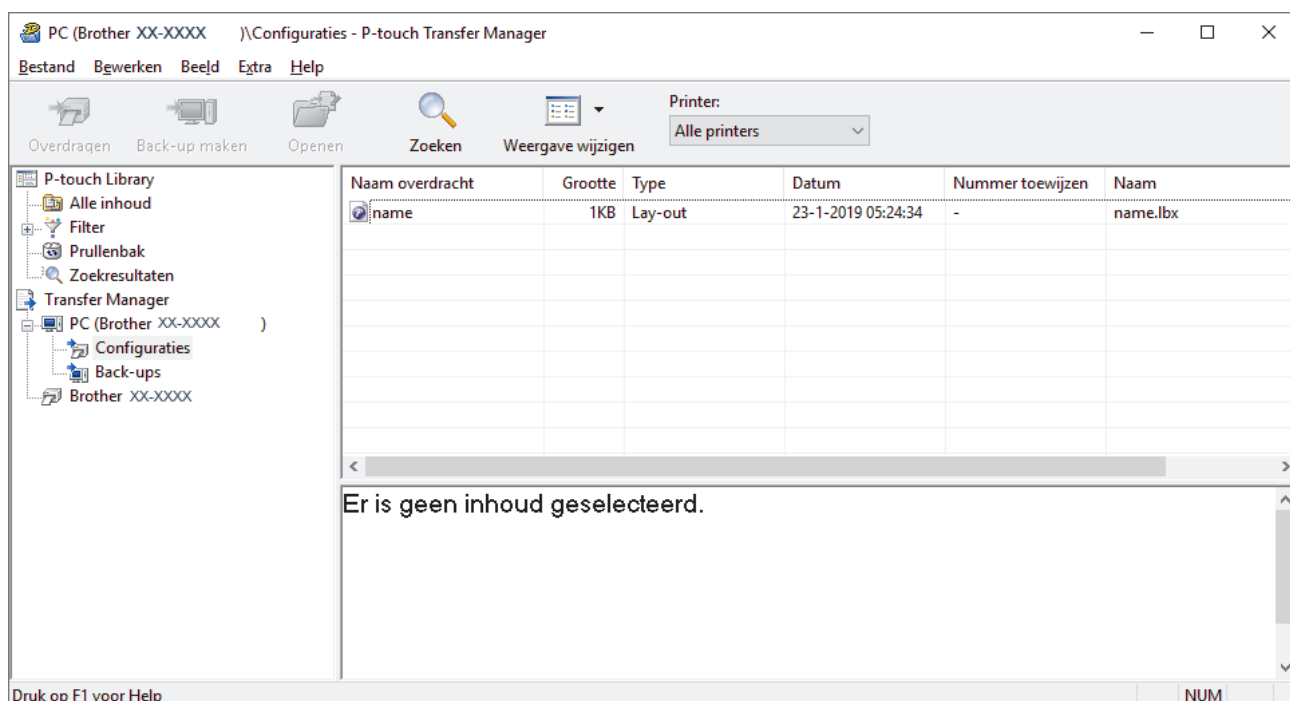 PC (Brother XX-XXXX )\Configuraties - P-touch Transfer Manager
Bestand Bewerken Beeld Extra Help
Printer:
Alle printers
Overdragen Back-up maken Openen Zoeken Weergave wijzigen
P-touch Library
Alle inhoud
Filter
Prullenbak
Zoekresultaten
Transfer Manager
PC (Brother XX-XXXX )
Configuraties
Back-ups
Brother XX-XXXX
Naam overdracht Grootte Type Datum Nummer toewijzen Naam
name 1KB Lay-out 23-1-2019 05:24:34 - name.lbx
Er is geen inhoud geselecteerd.
Druk op F1 voor Help NUM